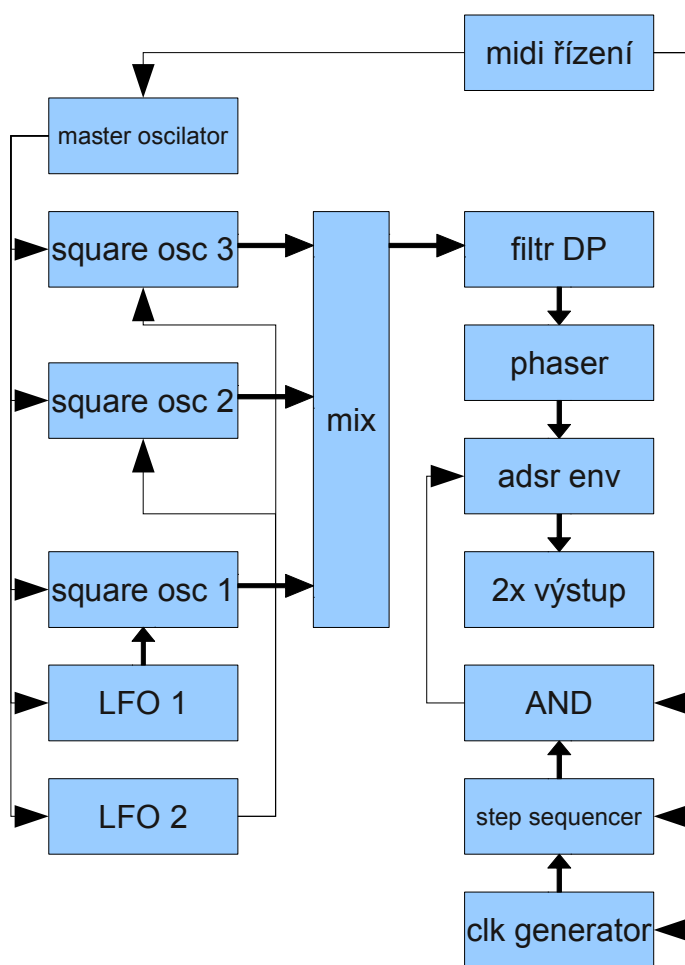 midi řízení
master oscilator
square osc 3
filtr DP
phaser
square osc 2
mix
adsr env
square osc 1
2x výstup
LFO 1
AND
LFO 2
step sequencer
clk generator